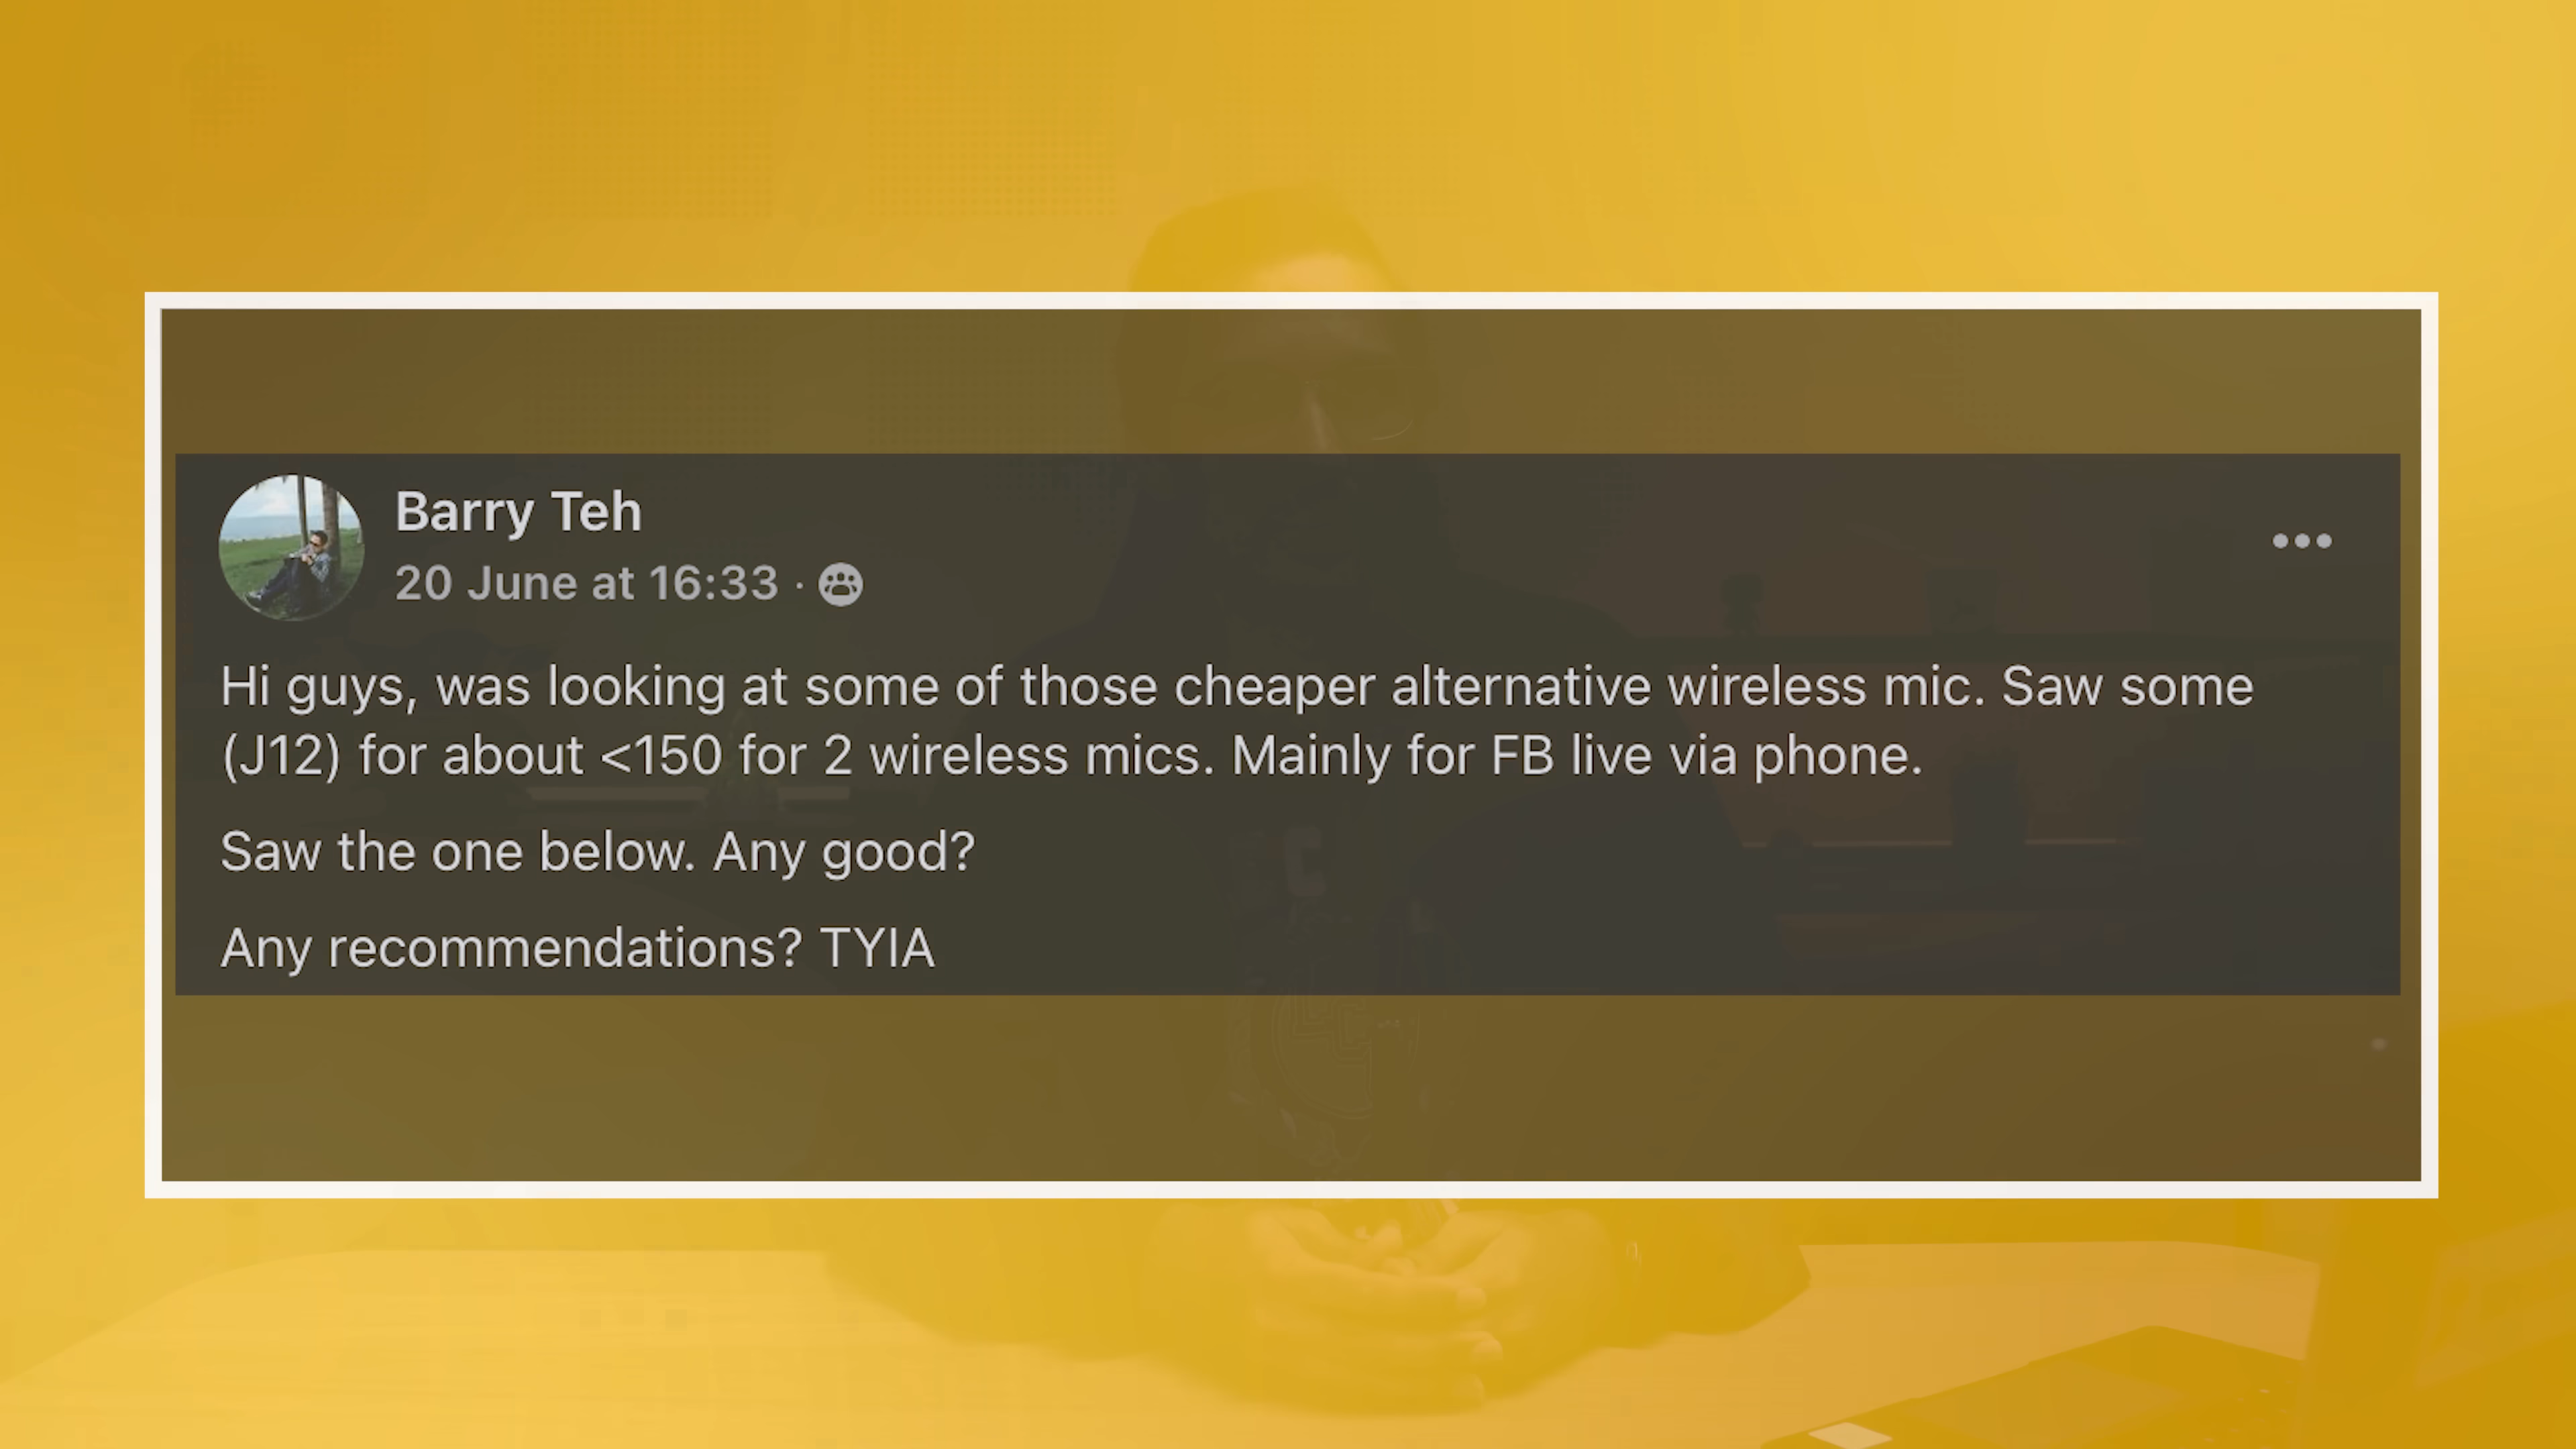 Barry Teh
20 June at 16:33 ·
Hi guys, was looking at some of those cheaper alternative wireless mic. Saw some
(J12) for about <150 for 2 wireless mics. Mainly for FB live via phone.
Saw the one below. Any good?
Any recommendations? TYIA